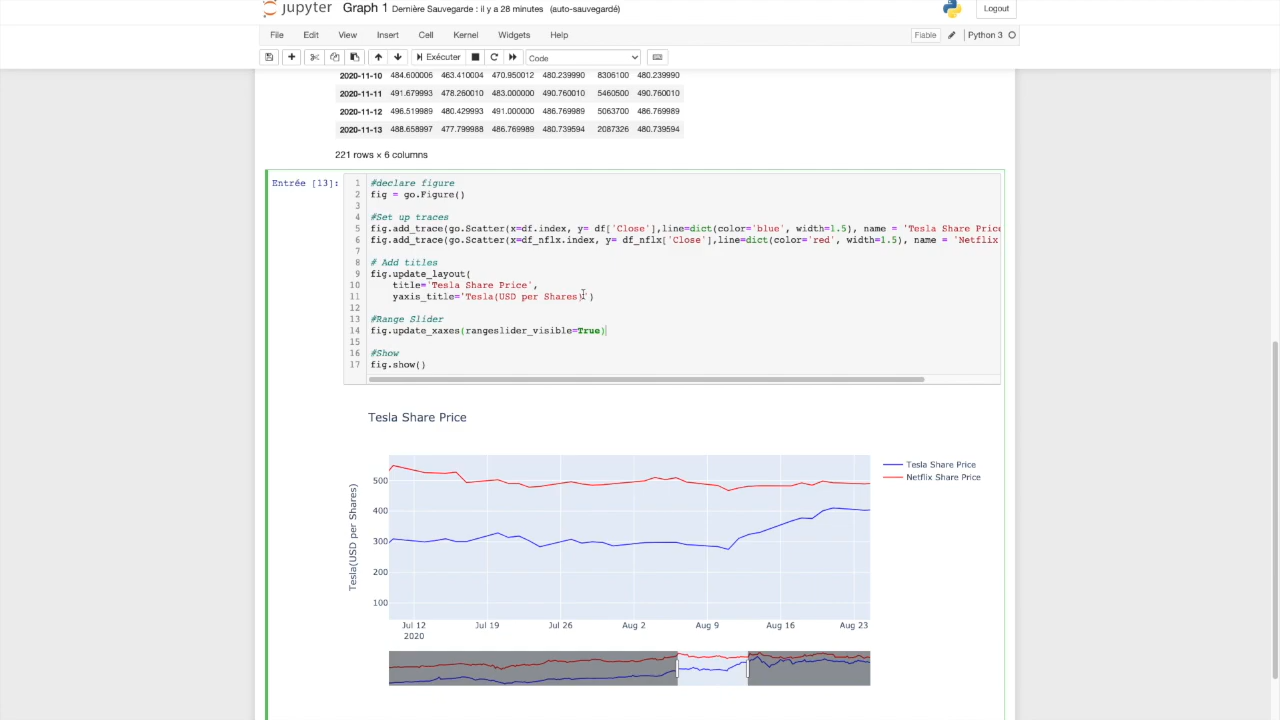 jupyter Graph 1 Dernière Sauvegarde : il y a 28 minutes (auto-sauvegardé) Logout
File Edit View Insert Cell Kernel Widgets Help Fiable Python 3
Exécuter Code
2020-11-10 484.600006 463.410004 470.950012 480.239990 8306100 480.239990
2020-11-11 491.679993 478.260010 483.000000 490.760010 5460500 490.760010
2020-11-12 496.519989 480.429993 491.000000 486.769989 5063700 486.769989
2020-11-13 488.658997 477.799988 486.769989 480.739594 2087326 480.739594
221 rows × 6 columns
Entrée [13]:
1 #declare figure
2 fig = go.Figure()
3
4 #Set up traces
5 fig.add_trace(go.Scatter(x=df.index, y= df['Close'],line=dict(color='blue', width=1.5), name = 'Tesla Share Price
6 fig.add_trace(go.Scatter(x=df_nflx.index, y= df_nflx['Close'],line=dict(color='red', width=1.5), name = 'Netflix
7
8 # Add titles
9 fig.update_layout(
10 title='Tesla Share Price',
11 yaxis_title='Tesla(USD per Shares)')
12
13 #Range Slider
14 fig.update_xaxes(rangeslider_visible=True)
15
16 #Show
17 fig.show()
Tesla Share Price
Tesla Share Price
Netflix Share Price
Tesla(USD per Shares)
500
400
300
200
100
Jul 12 Jul 19 Jul 26 Aug 2 Aug 9 Aug 16 Aug 23
2020